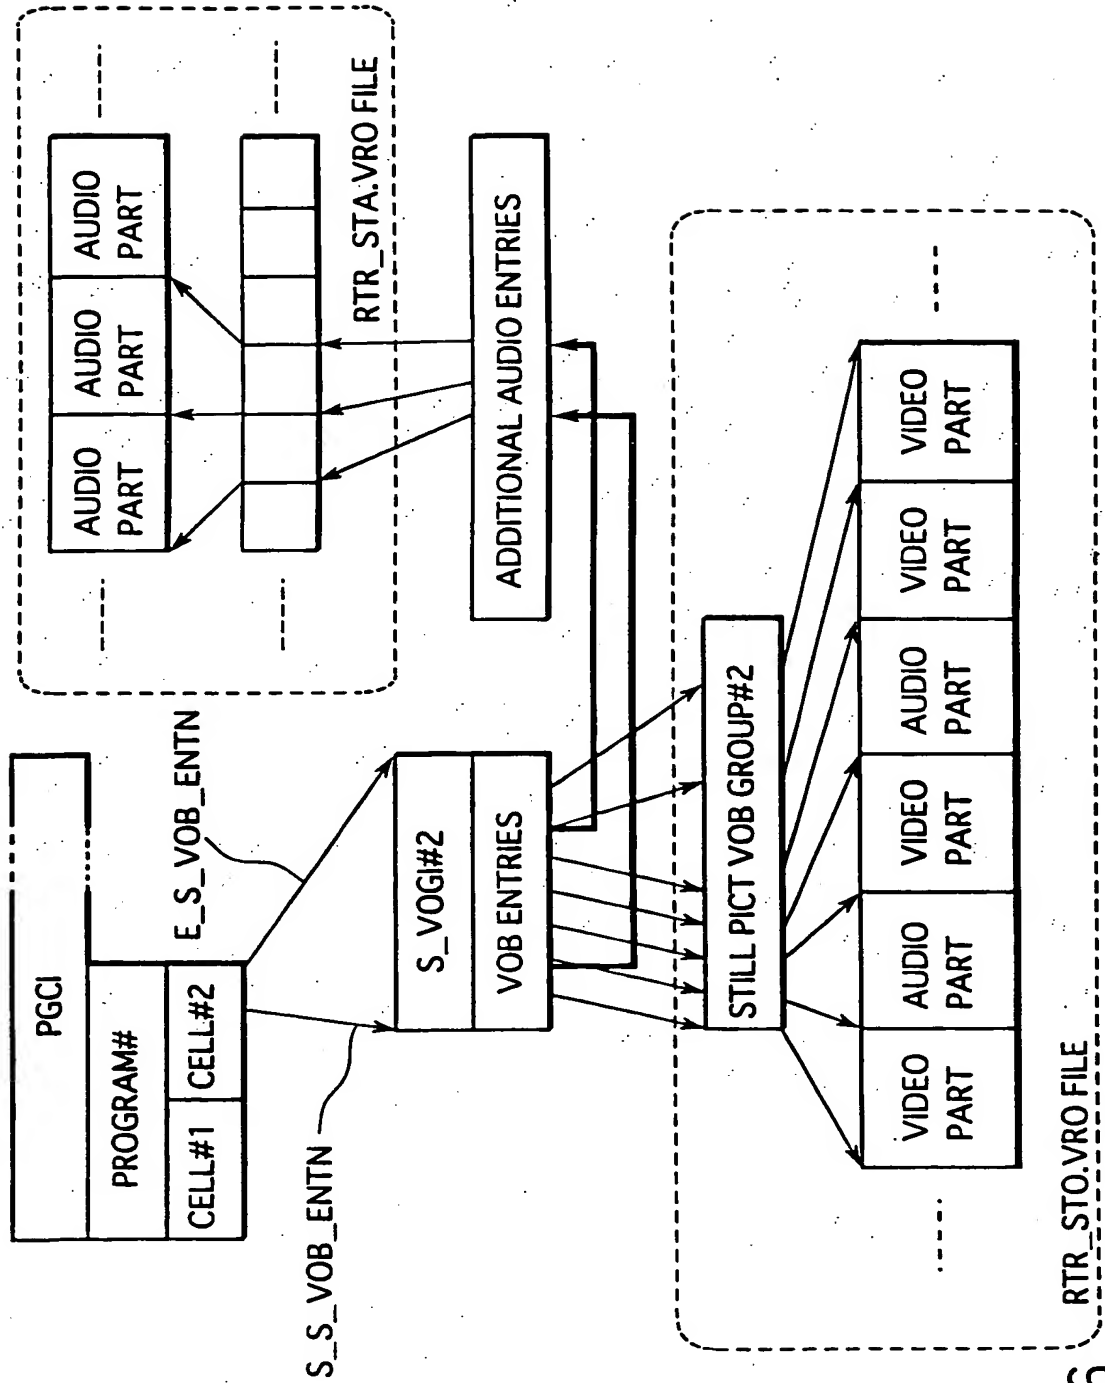 PGCI
PROGRAM#
CELL#1
CELL#2
S_S_VOB_ENTN
E_S_VOB_ENTN
S_VOGI#2
VOB ENTRIES
AUDIO
PART
AUDIO
PART
AUDIO
PART
RTR_STA.VRO FILE
ADDITIONAL AUDIO ENTRIES
STILL PICT VOB GROUP#2
VIDEO
PART
AUDIO
PART
VIDEO
PART
AUDIO
PART
VIDEO
PART
VIDEO
PART
RTR_STO.VRO FILE